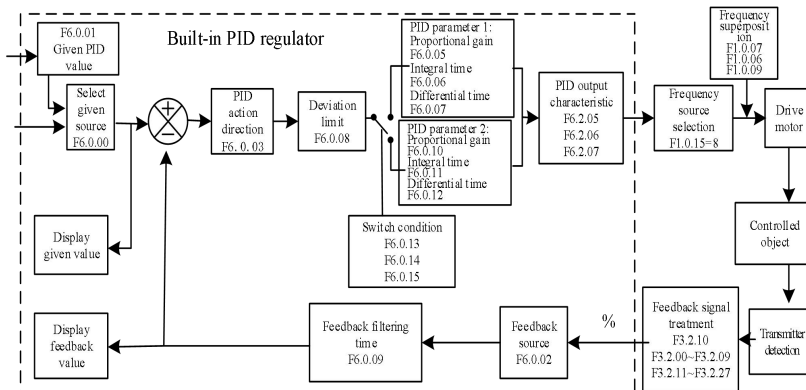 Built-in PID regulator
F6.0.01
Given PID
value
Select
given
source
F6.0.00
+
−
PID
action
direction
F6. 0. 03
Deviation
limit
F6.0.08
PID parameter 1:
Proportional gain
F6.0.05
Integral time
F6.0.06
Differential time
F6.0.07
PID parameter 2:
Proportional gain
F6.0.10
Integral time
F6.0.11
Differential time
F6.0.12
PID output
characteristic
F6.2.05
F6.2.06
F6.2.07
Frequency
source
selection
F1.0.15=8
Frequency
superposit
ion
F1.0.07
F1.0.06
F1.0.09
Drive
motor
Display
given value
Switch condition
F6.0.13
F6.0.14
F6.0.15
Controlled
object
Display
feedback
value
Feedback filtering
time
F6.0.09
Feedback
source
F6.0.02
%
Feedback signal
treatment
F3.2.10
F3.2.00~F3.2.09
F3.2.11~F3.2.27
Transmitter
detection